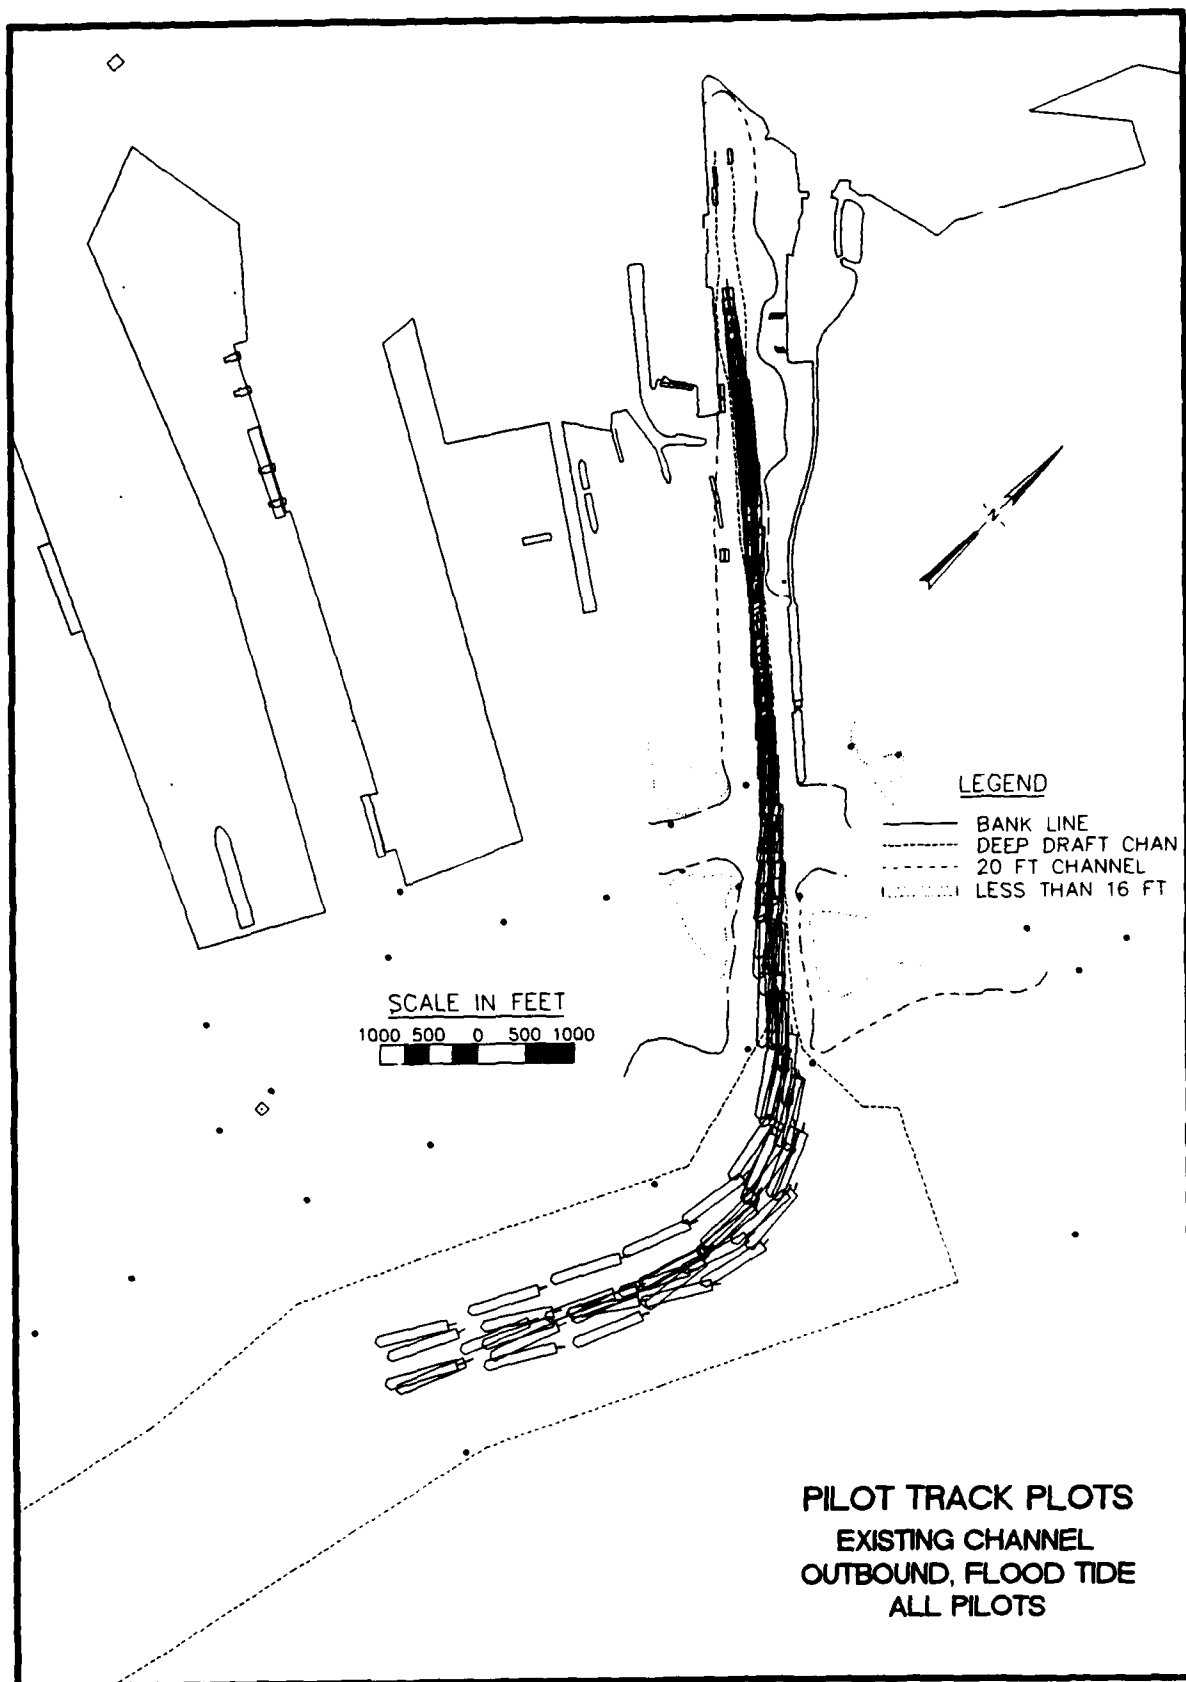 N
LEGEND
BANK LINE
DEEP DRAFT CHAN
20 FT CHANNEL
LESS THAN 16 FT
SCALE IN FEET
1000 500 0 500 1000
PILOT TRACK PLOTS
EXISTING CHANNEL
OUTBOUND, FLOOD TIDE
ALL PILOTS